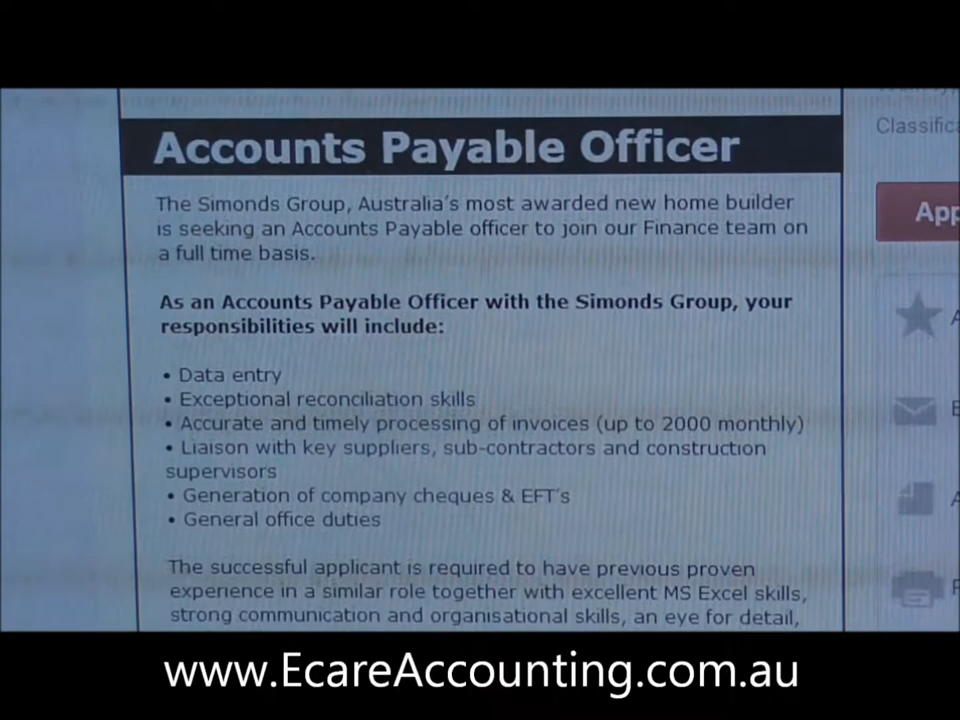 Classific
Accounts Payable Officer
The Simonds Group, Australia's most awarded new home builder
is seeking an Accounts Payable officer to join our Finance team on
a full time basis.
App
As an Accounts Payable Officer with the Simonds Group, your
responsibilities will include:
• Data entry
• Exceptional reconciliation skills
• Accurate and timely processing of invoices (up to 2000 monthly)
• Liaison with key suppliers, sub-contractors and construction
supervisors
• Generation of company cheques & EFT's
• General office duties
The successful applicant is required to have previous proven
experience in a similar role together with excellent MS Excel skills,
strong communication and organisational skills, an eye for detail,
www.EcareAccounting.com.au